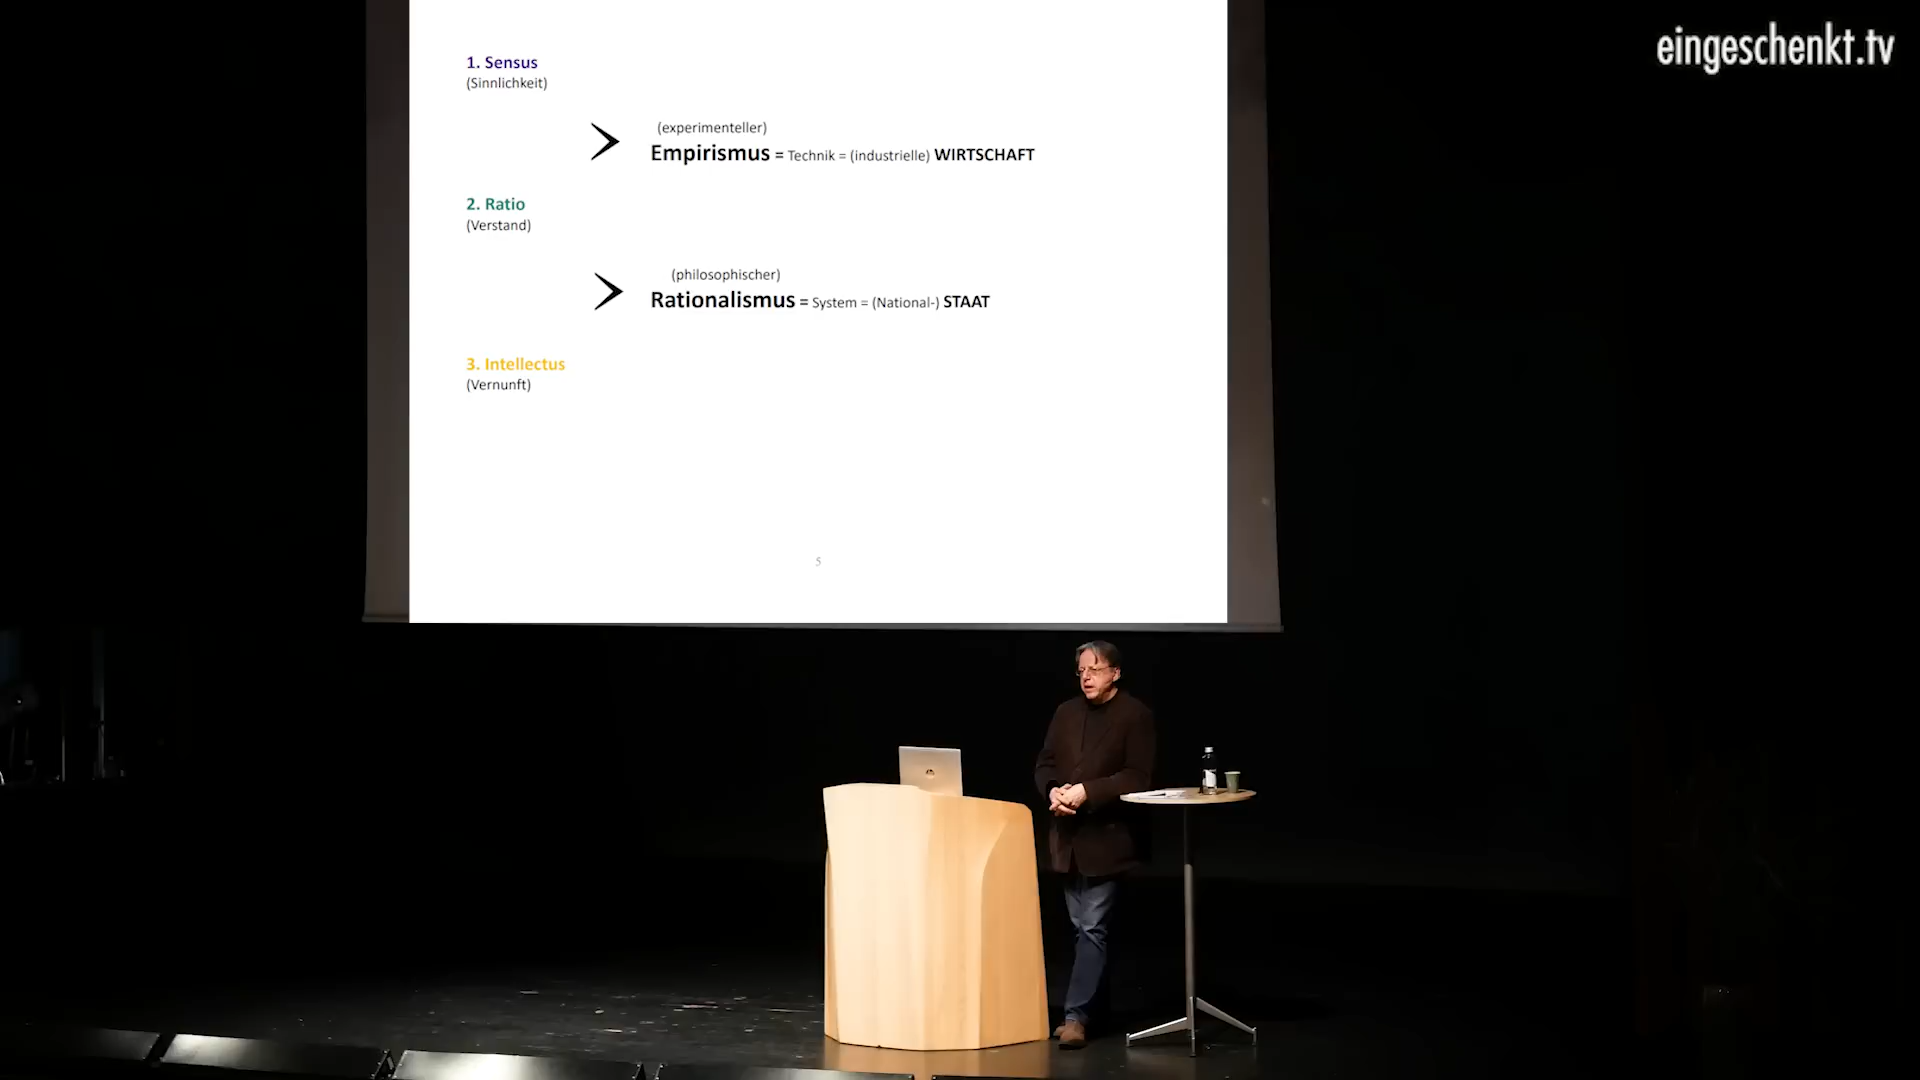 eingeschenkt.tv
1. Sensus
(Sinnlichkeit)
(experimenteller)
Empirismus = Technik = (industrielle) WIRTSCHAFT
2. Ratio
(Verstand)
(philosophischer)
Rationalismus = System = (National-) STAAT
3. Intellectus
(Vernunft)
5